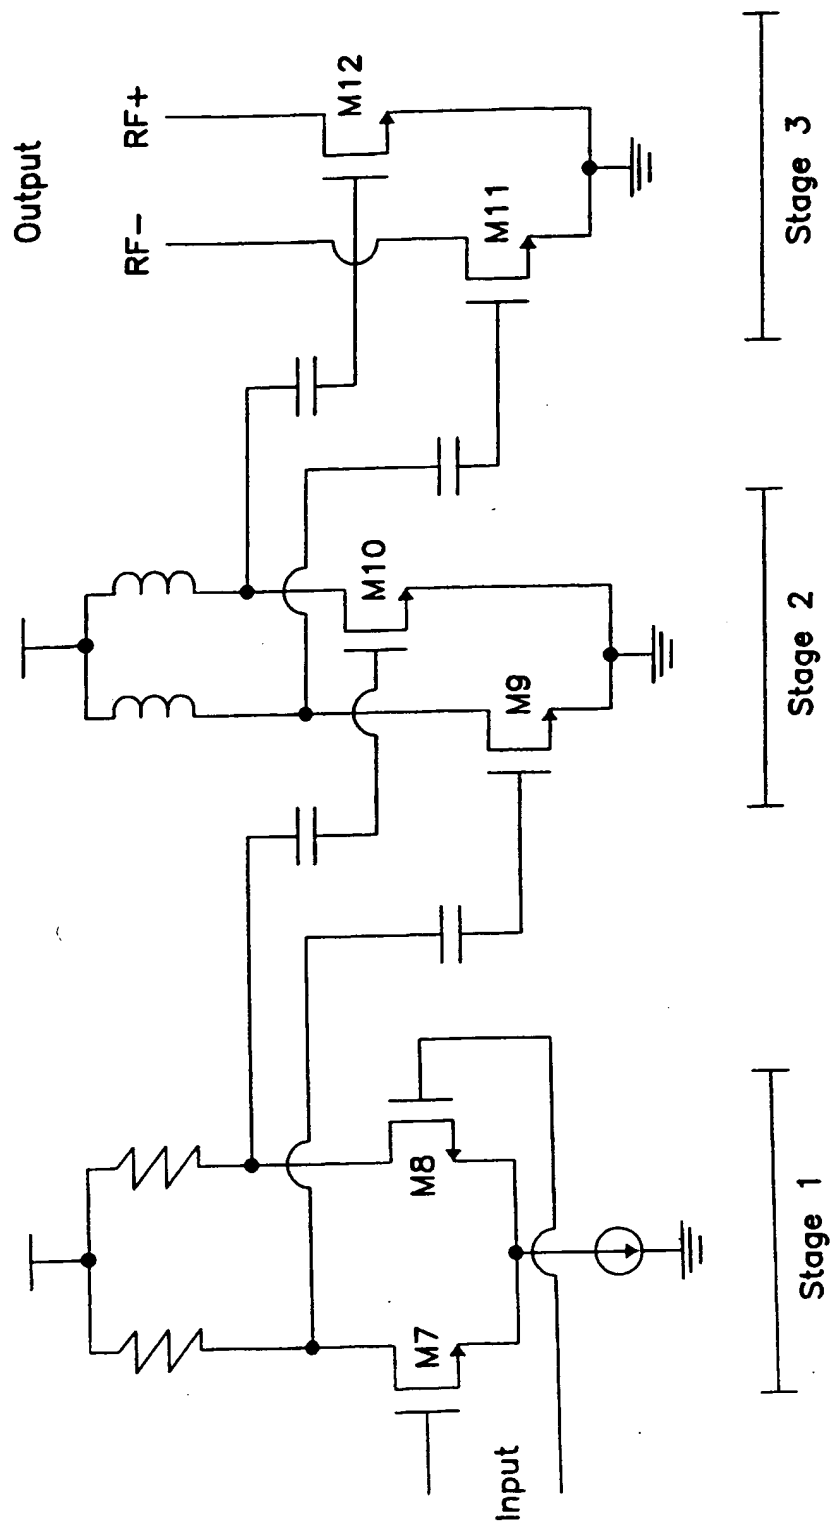 Output
RF-
RF+
M12
M11
M10
M9
M8
M7
Input
Stage 1
Stage 2
Stage 3